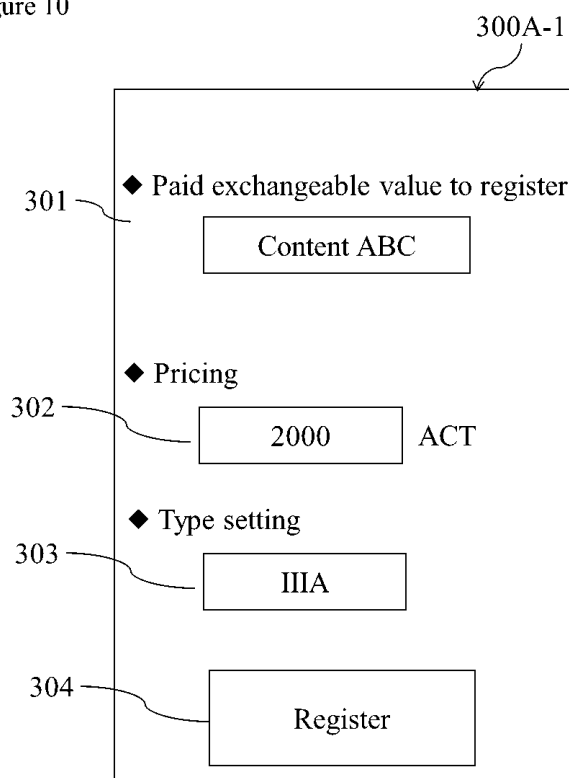 gure 10
300A-1
◆ Paid exchangeable value to register
301
Content ABC
◆ Pricing
302
2000 ACT
◆ Type setting
303
IIIA
304
Register